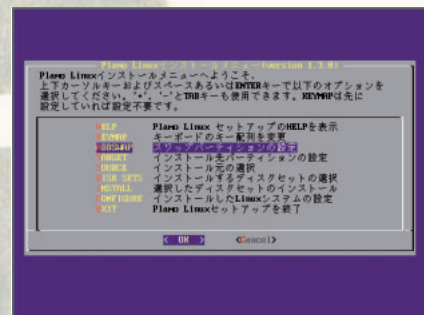 Plamo Linuxインストールメニュー(version 1.3.0)
Plamo Linuxインストールメニューへようこそ.
上下カーソルキーおよびスペースあるいはENTERキーで以下のオプションを
選択してください. '+', '-'とTABキーも使用できます. KEYMAPは先に
設定していれば設定不要です.
HELP Plamo Linux セットアップのHELPを表示
KEYMAP キーボードのキー配列を変更
ADDSWAP スワップパーティションの設定
TARGET インストール先パーティションの設定
SOURCE インストール元の選択
DISK SETS インストールするディスクセットの選択
INSTALL 選択したディスクセットのインストール
CONFIGURE インストールしたLinuxシステムの設定
EXIT Plamo Linuxセットアップを終了
< OK > <Cancel>